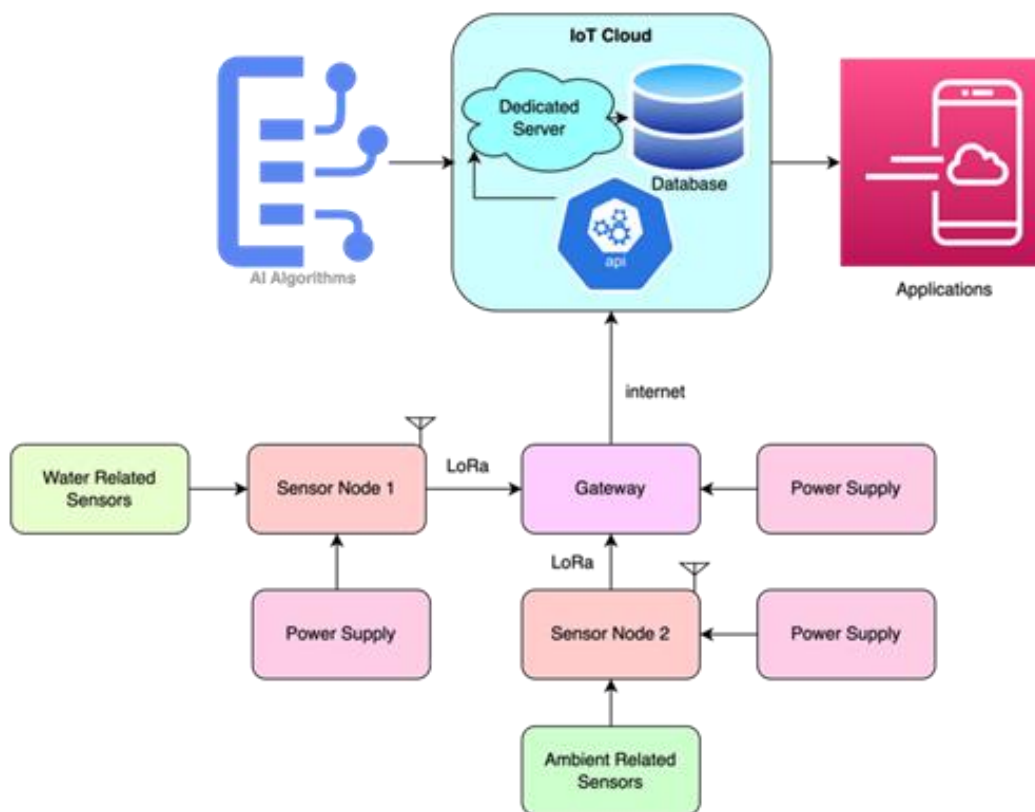 IoT Cloud
Dedicated
Server
Database
api
AI Algorithms
Applications
internet
Water Related
Sensors
Sensor Node 1
LoRa
Gateway
Power Supply
LoRa
Power Supply
Sensor Node 2
Power Supply
Ambient Related
Sensors